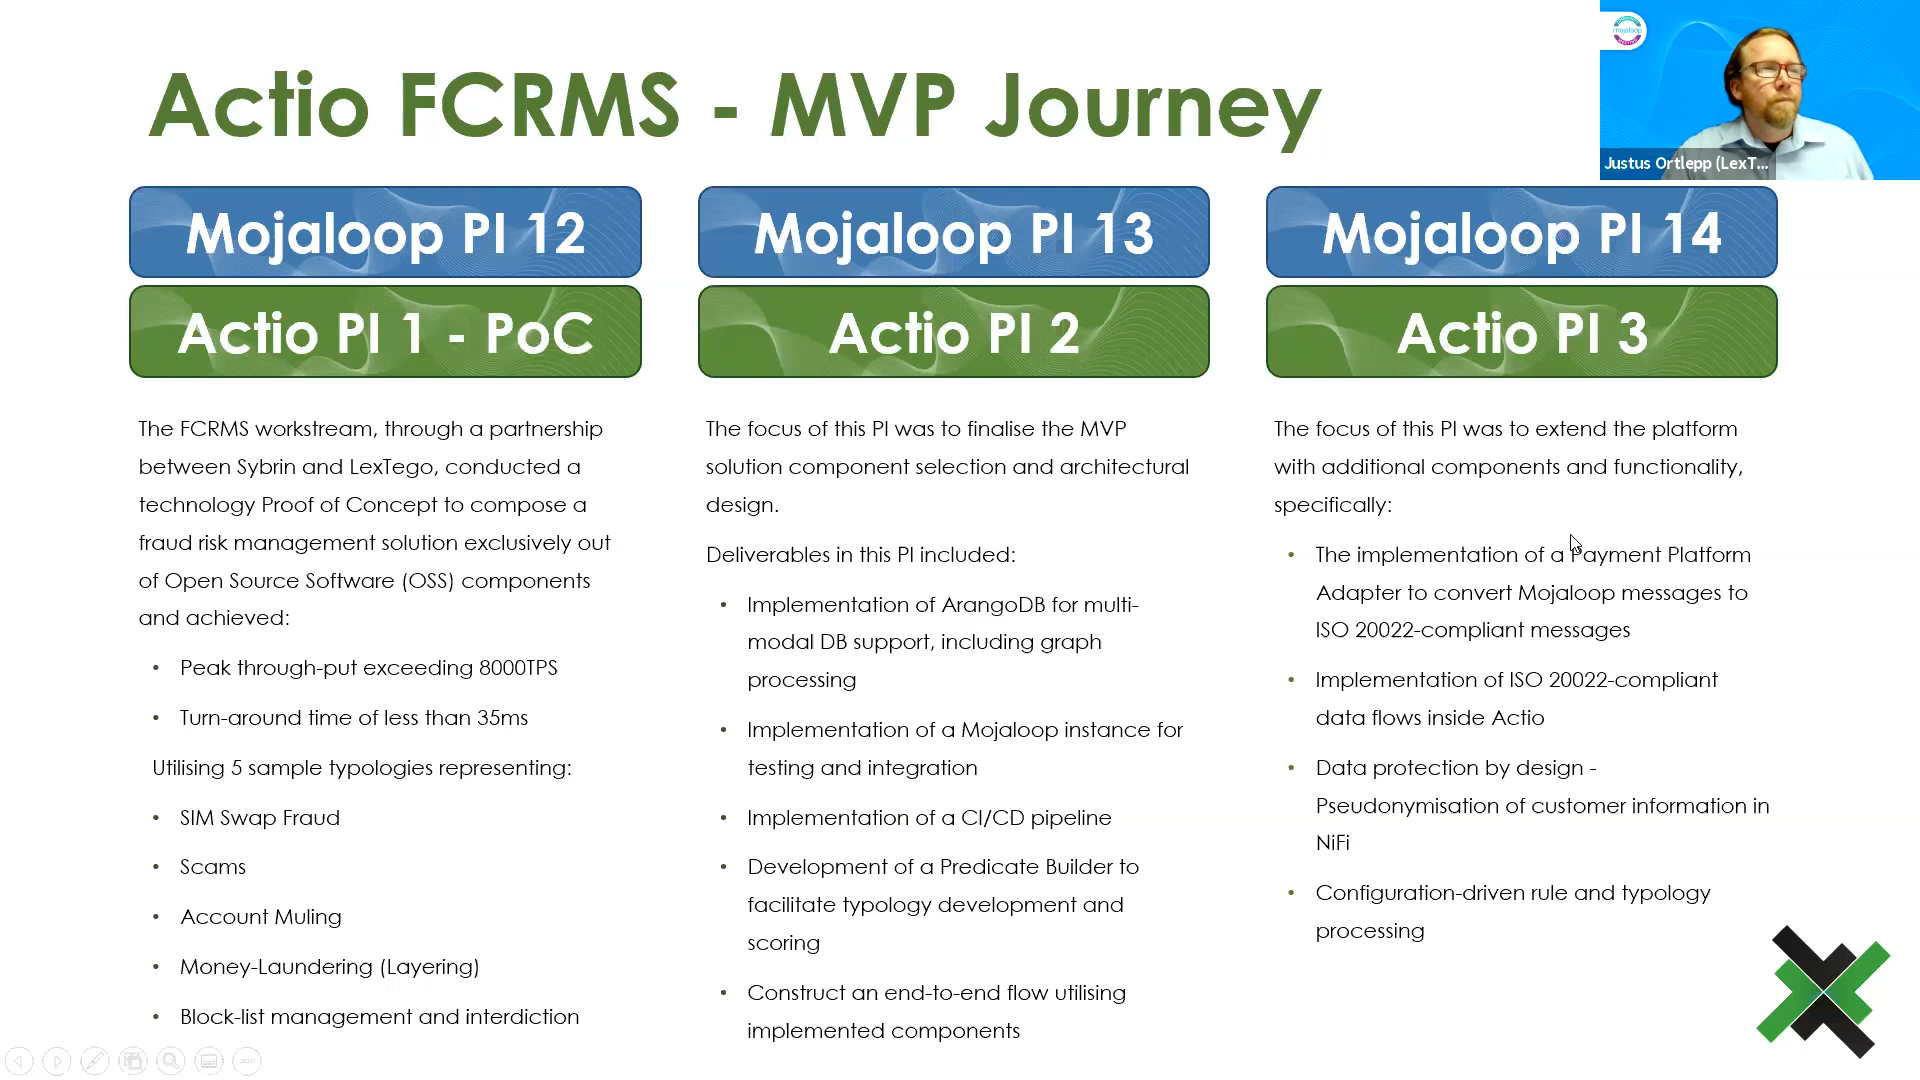 Actio FCRMS - MVP Journey
mojaloop
Justus Ortlepp (LexT...
Mojaloop PI 12
Actio PI 1 - PoC
The FCRMS workstream, through a partnership
between Sybrin and LexTego, conducted a
technology Proof of Concept to compose a
fraud risk management solution exclusively out
of Open Source Software (OSS) components
and achieved:
• Peak through-put exceeding 8000TPS
• Turn-around time of less than 35ms
Utilising 5 sample typologies representing:
• SIM Swap Fraud
• Scams
• Account Muling
• Money-Laundering (Layering)
• Block-list management and interdiction
Mojaloop PI 13
Actio PI 2
The focus of this PI was to finalise the MVP
solution component selection and architectural
design.
Deliverables in this PI included:
• Implementation of ArangoDB for multi-
modal DB support, including graph
processing
• Implementation of a Mojaloop instance for
testing and integration
• Implementation of a CI/CD pipeline
• Development of a Predicate Builder to
facilitate typology development and
scoring
• Construct an end-to-end flow utilising
implemented components
Mojaloop PI 14
Actio PI 3
The focus of this PI was to extend the platform
with additional components and functionality,
specifically:
• The implementation of a Payment Platform
Adapter to convert Mojaloop messages to
ISO 20022-compliant messages
• Implementation of ISO 20022-compliant
data flows inside Actio
• Data protection by design -
Pseudonymisation of customer information in
NiFi
• Configuration-driven rule and typology
processing